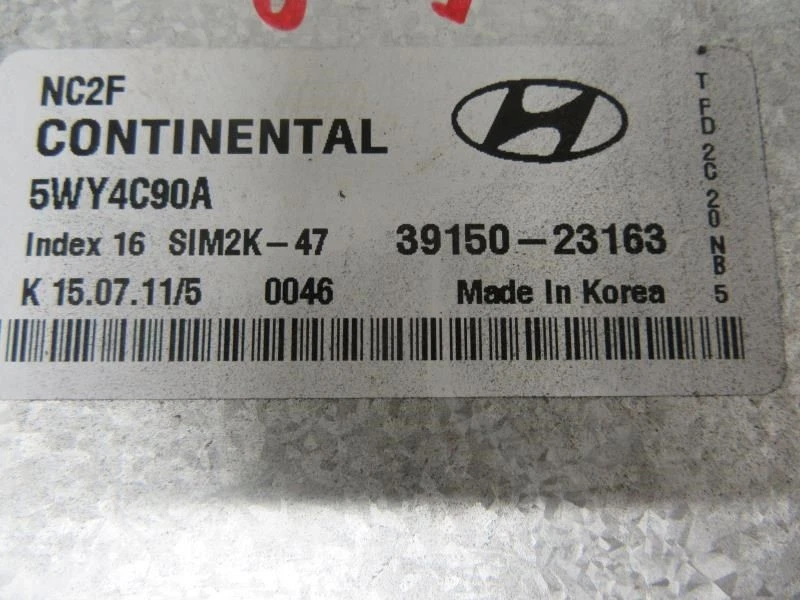 NC2F
CONTINENTAL
5WY4C90A
Index 16 SIM2K-47 39150-23163
K 15.07.11/5 0046 Made In Korea
TFD2C20NB5